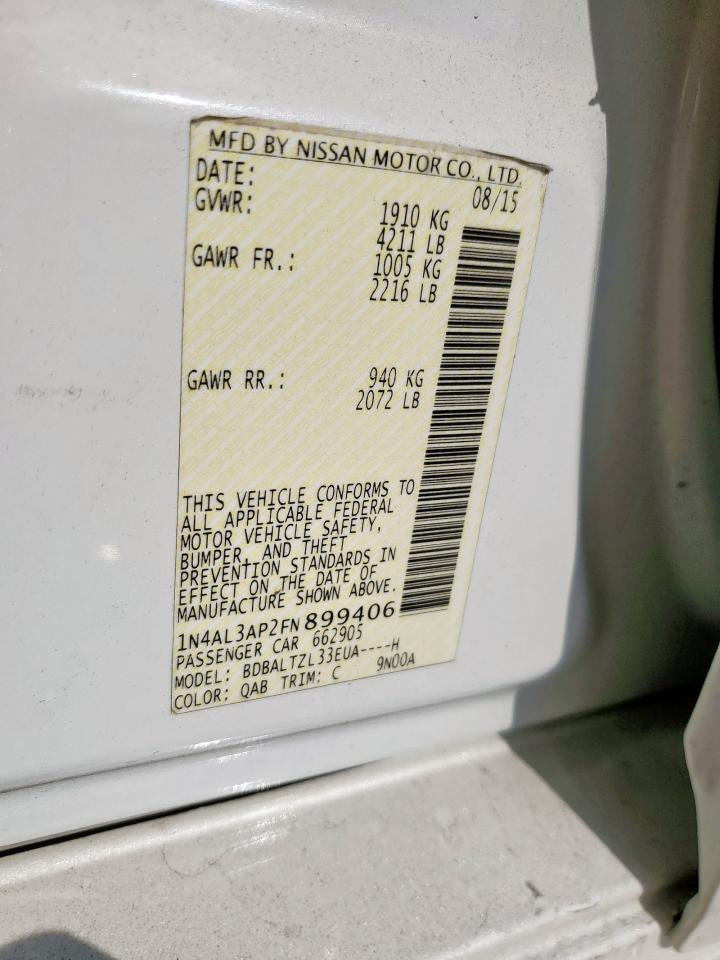 MFD BY NISSAN MOTOR CO., LTD.
DATE: 08/15
GVWR: 1910 KG
4211 LB
GAWR FR.: 1005 KG
2216 LB
GAWR RR.: 940 KG
2072 LB
THIS VEHICLE CONFORMS TO
ALL APPLICABLE FEDERAL
MOTOR VEHICLE SAFETY,
BUMPER, AND THEFT
PREVENTION STANDARDS IN
EFFECT ON THE DATE OF
MANUFACTURE SHOWN ABOVE.
1N4AL3AP2FN899406
PASSENGER CAR 662905
MODEL: BDBALTZL33EUA----H
COLOR: QAB TRIM: C 9N00A